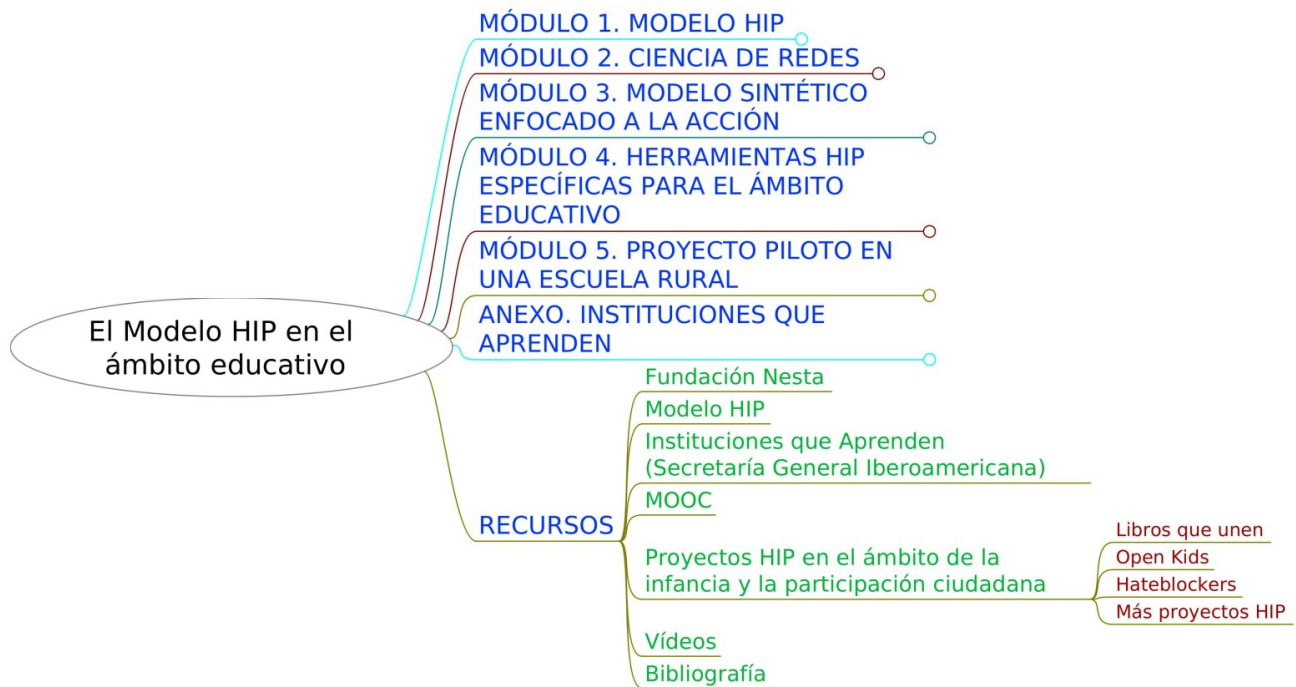 El Modelo HIP en el
ámbito educativo
MÓDULO 1. MODELO HIP
MÓDULO 2. CIENCIA DE REDES
MÓDULO 3. MODELO SINTÉTICO
ENFOCADO A LA ACCIÓN
MÓDULO 4. HERRAMIENTAS HIP
ESPECÍFICAS PARA EL ÁMBITO
EDUCATIVO
MÓDULO 5. PROYECTO PILOTO EN
UNA ESCUELA RURAL
ANEXO. INSTITUCIONES QUE
APRENDEN
RECURSOS
Fundación Nesta
Modelo HIP
Instituciones que Aprenden
(Secretaría General Iberoamericana)
MOOC
Proyectos HIP en el ámbito de la
infancia y la participación ciudadana
Libros que unen
Open Kids
Hateblockers
Más proyectos HIP
Vídeos
Bibliografía